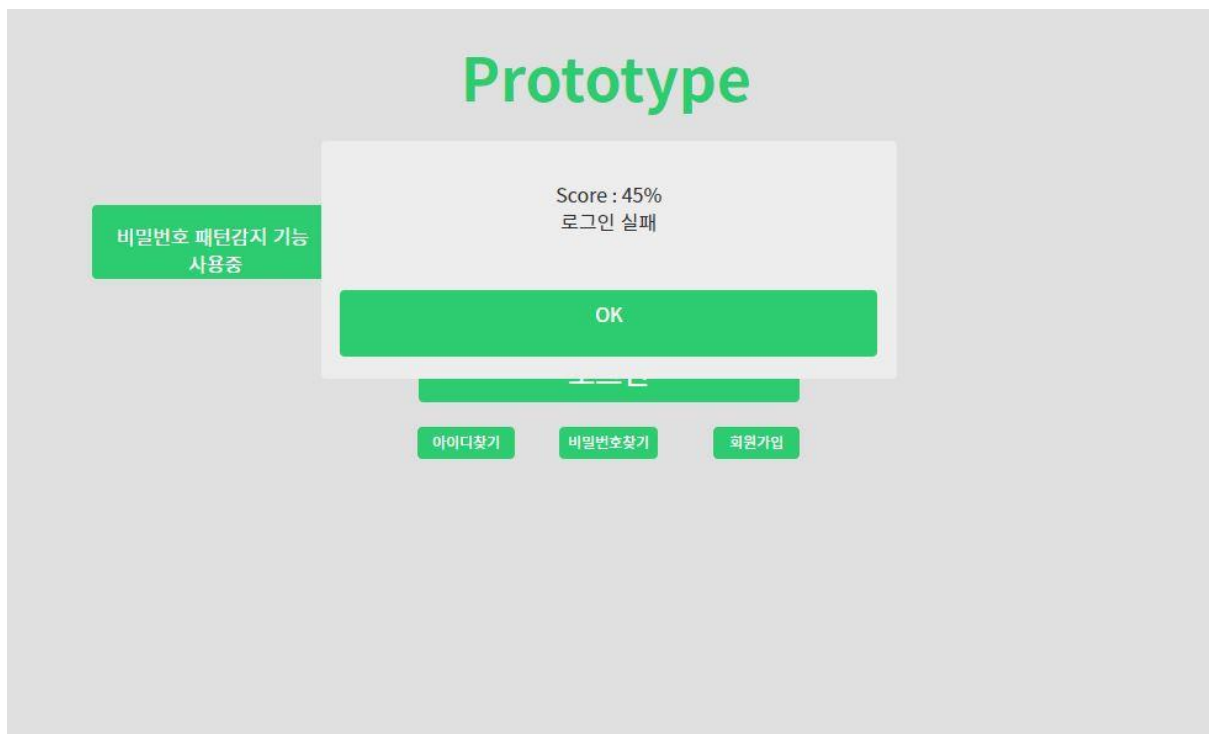 Prototype
Score : 45%
로그인 실패
비밀번호 패턴감지 기능
사용중
OK
아이디찾기
비밀번호찾기
회원가입